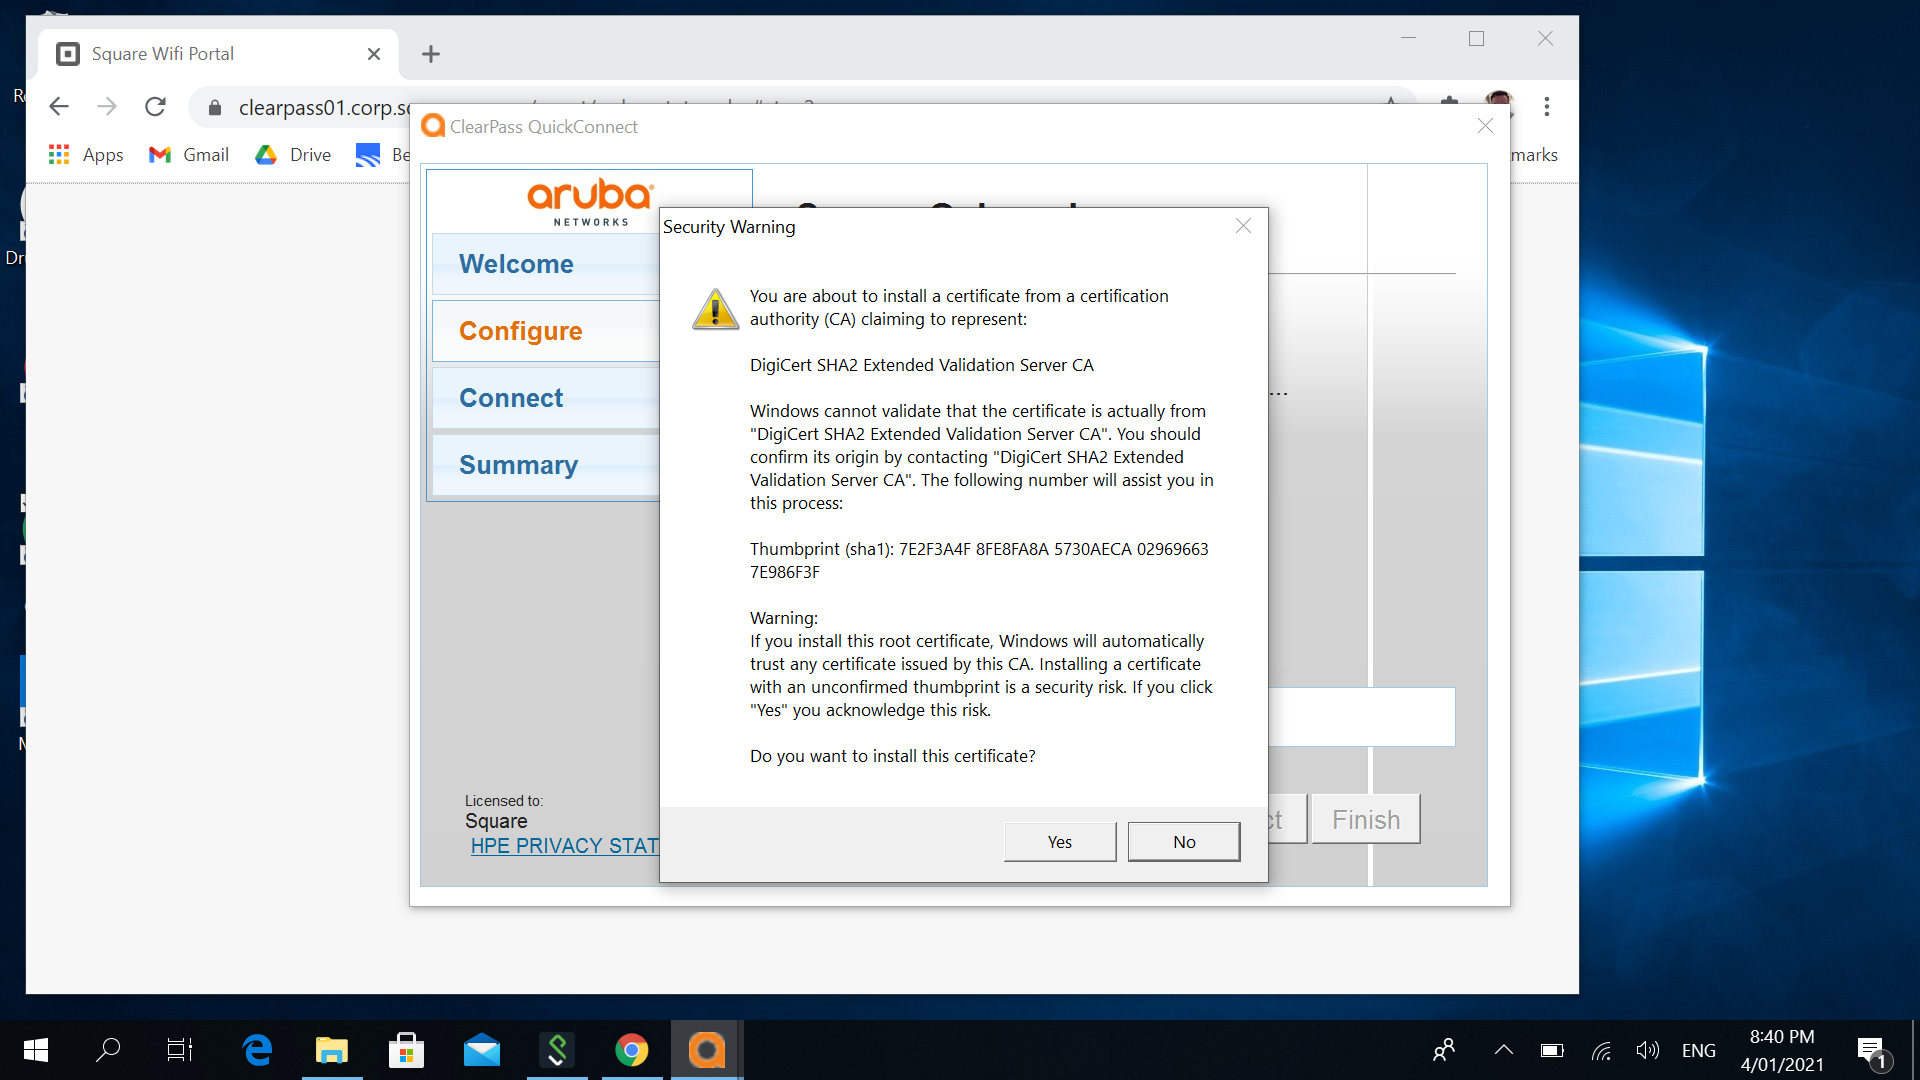 Square Wifi Portal
clearpass01.corp.s
Apps
Gmail
Drive
Be
marks
ClearPass QuickConnect
aruba
NETWORKS
Welcome
Configure
Connect
Summary
Licensed to:
Square
HPE PRIVACY STAT
Security Warning
You are about to install a certificate from a certification
authority (CA) claiming to represent:
DigiCert SHA2 Extended Validation Server CA
Windows cannot validate that the certificate is actually from
"DigiCert SHA2 Extended Validation Server CA". You should
confirm its origin by contacting "DigiCert SHA2 Extended
Validation Server CA". The following number will assist you in
this process:
Thumbprint (sha1): 7E2F3A4F 8FE8FA8A 5730AECA 02969663
7E986F3F
Warning:
If you install this root certificate, Windows will automatically
trust any certificate issued by this CA. Installing a certificate
with an unconfirmed thumbprint is a security risk. If you click
"Yes" you acknowledge this risk.
Do you want to install this certificate?
Yes
No
...
ct
Finish
Dr
ENG
8:40 PM
4/01/2021
1